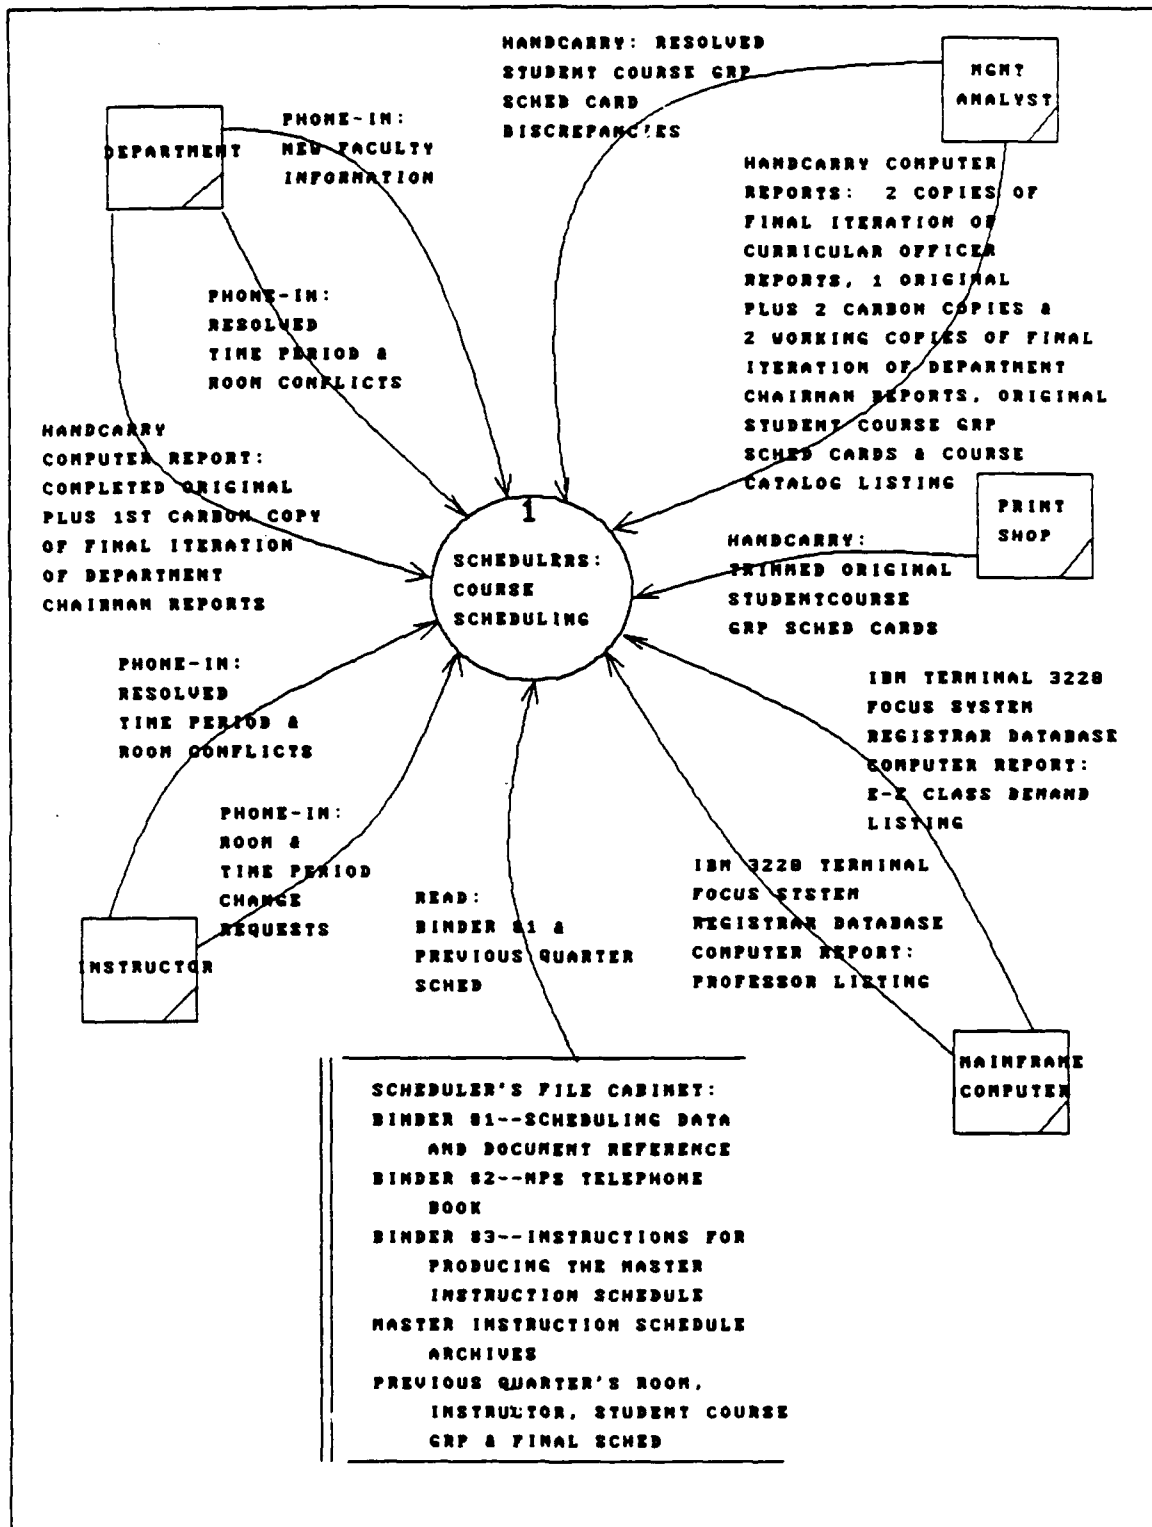 HANDCARRY: RESOLVED
STUDENT COURSE GRP
SCHED CARD
DISCREPANCIES
MGMT
ANALYST
PHONE-IN:
NEW FACULTY
INFORMATION
DEPARTMENT
HANDCARRY COMPUTER
REPORTS: 2 COPIES OF
FINAL ITERATION OF
CURRICULAR OFFICER
REPORTS, 1 ORIGINAL
PLUS 2 CARBON COPIES &
2 WORKING COPIES OF FINAL
ITERATION OF DEPARTMENT
CHAIRMAN REPORTS, ORIGINAL
STUDENT COURSE GRP
SCHED CARDS & COURSE
CATALOG LISTING
PHONE-IN:
RESOLVED
TIME PERIOD &
ROOM CONFLICTS
HANDCARRY
COMPUTER REPORT:
COMPLETED ORIGINAL
PLUS 1ST CARBON COPY
OF FINAL ITERATION
OF DEPARTMENT
CHAIRMAN REPORTS
1
SCHEDULERS:
COURSE
SCHEDULING
PRINT
SHOP
HANDCARRY:
TRIMMED ORIGINAL
STUDENTCOURSE
GRP SCHED CARDS
PHONE-IN:
RESOLVED
TIME PERIOD &
ROOM CONFLICTS
IBM TERMINAL 3220
FOCUS SYSTEM
REGISTRAR DATABASE
COMPUTER REPORT:
E-E CLASS DEMAND
LISTING
PHONE-IN:
ROOM &
TIME PERIOD
CHANGE
REQUESTS
INSTRUCTOR
READ:
BINDER #1 &
PREVIOUS QUARTER
SCHED
IBM 3220 TERMINAL
FOCUS SYSTEM
REGISTRAR DATABASE
COMPUTER REPORT:
PROFESSOR LISTING
MAINFRAME
COMPUTER
SCHEDULER'S FILE CABINET:
BINDER #1--SCHEDULING DATA
AND DOCUMENT REFERENCE
BINDER #2--NPS TELEPHONE
BOOK
BINDER #3--INSTRUCTIONS FOR
PRODUCING THE MASTER
INSTRUCTION SCHEDULE
MASTER INSTRUCTION SCHEDULE
ARCHIVES
PREVIOUS QUARTER'S ROOM,
INSTRUCTOR, STUDENT COURSE
GRP & FINAL SCHED